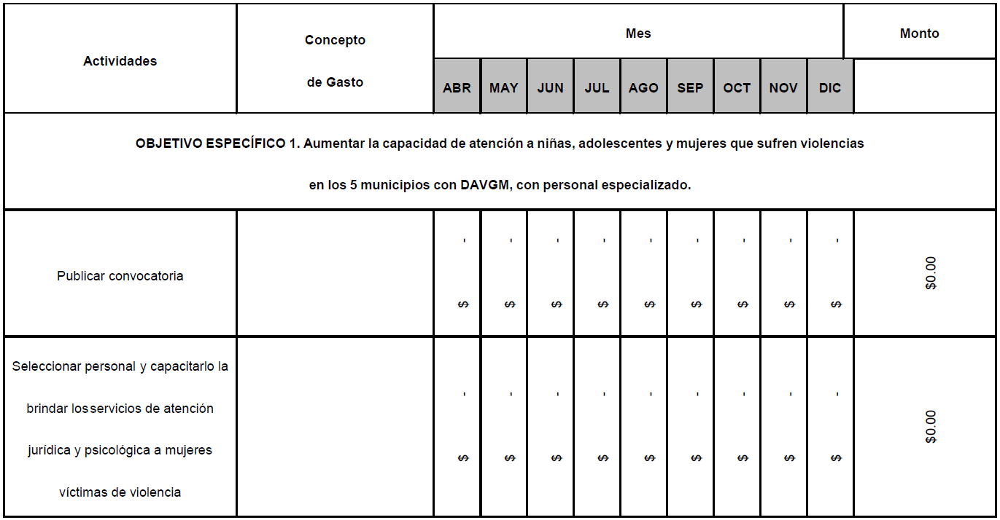 Actividades
Concepto
de Gasto
Mes
Monto
ABR MAY JUN JUL AGO SEP OCT NOV DIC
OBJETIVO ESPECÍFICO 1. Aumentar la capacidad de atención a niñas, adolescentes y mujeres que sufren violencias
en los 5 municipios con DAVGM, con personal especializado.
Publicar convocatoria
$ - $ - $ - $ - $ - $ - $ - $ - $ -
$0.00
Seleccionar personal y capacitarlo la
brindar los servicios de atención
jurídica y psicológica a mujeres
víctimas de violencia
$ - $ - $ - $ - $ - $ - $ - $ - $ -
$0.00